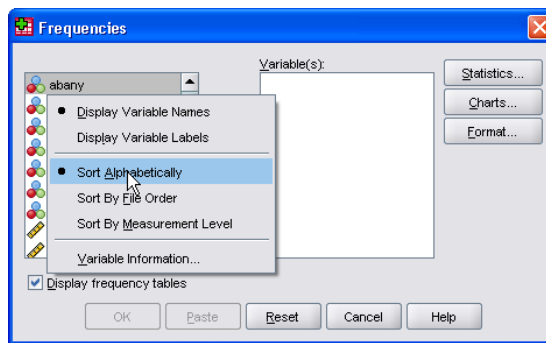 Frequencies
Variable(s):
abany
Display Variable Names
Display Variable Labels
Sort Alphabetically
Sort By File Order
Sort By Measurement Level
Variable Information...
Statistics...
Charts...
Format...
Display frequency tables
OK
Paste
Reset
Cancel
Help